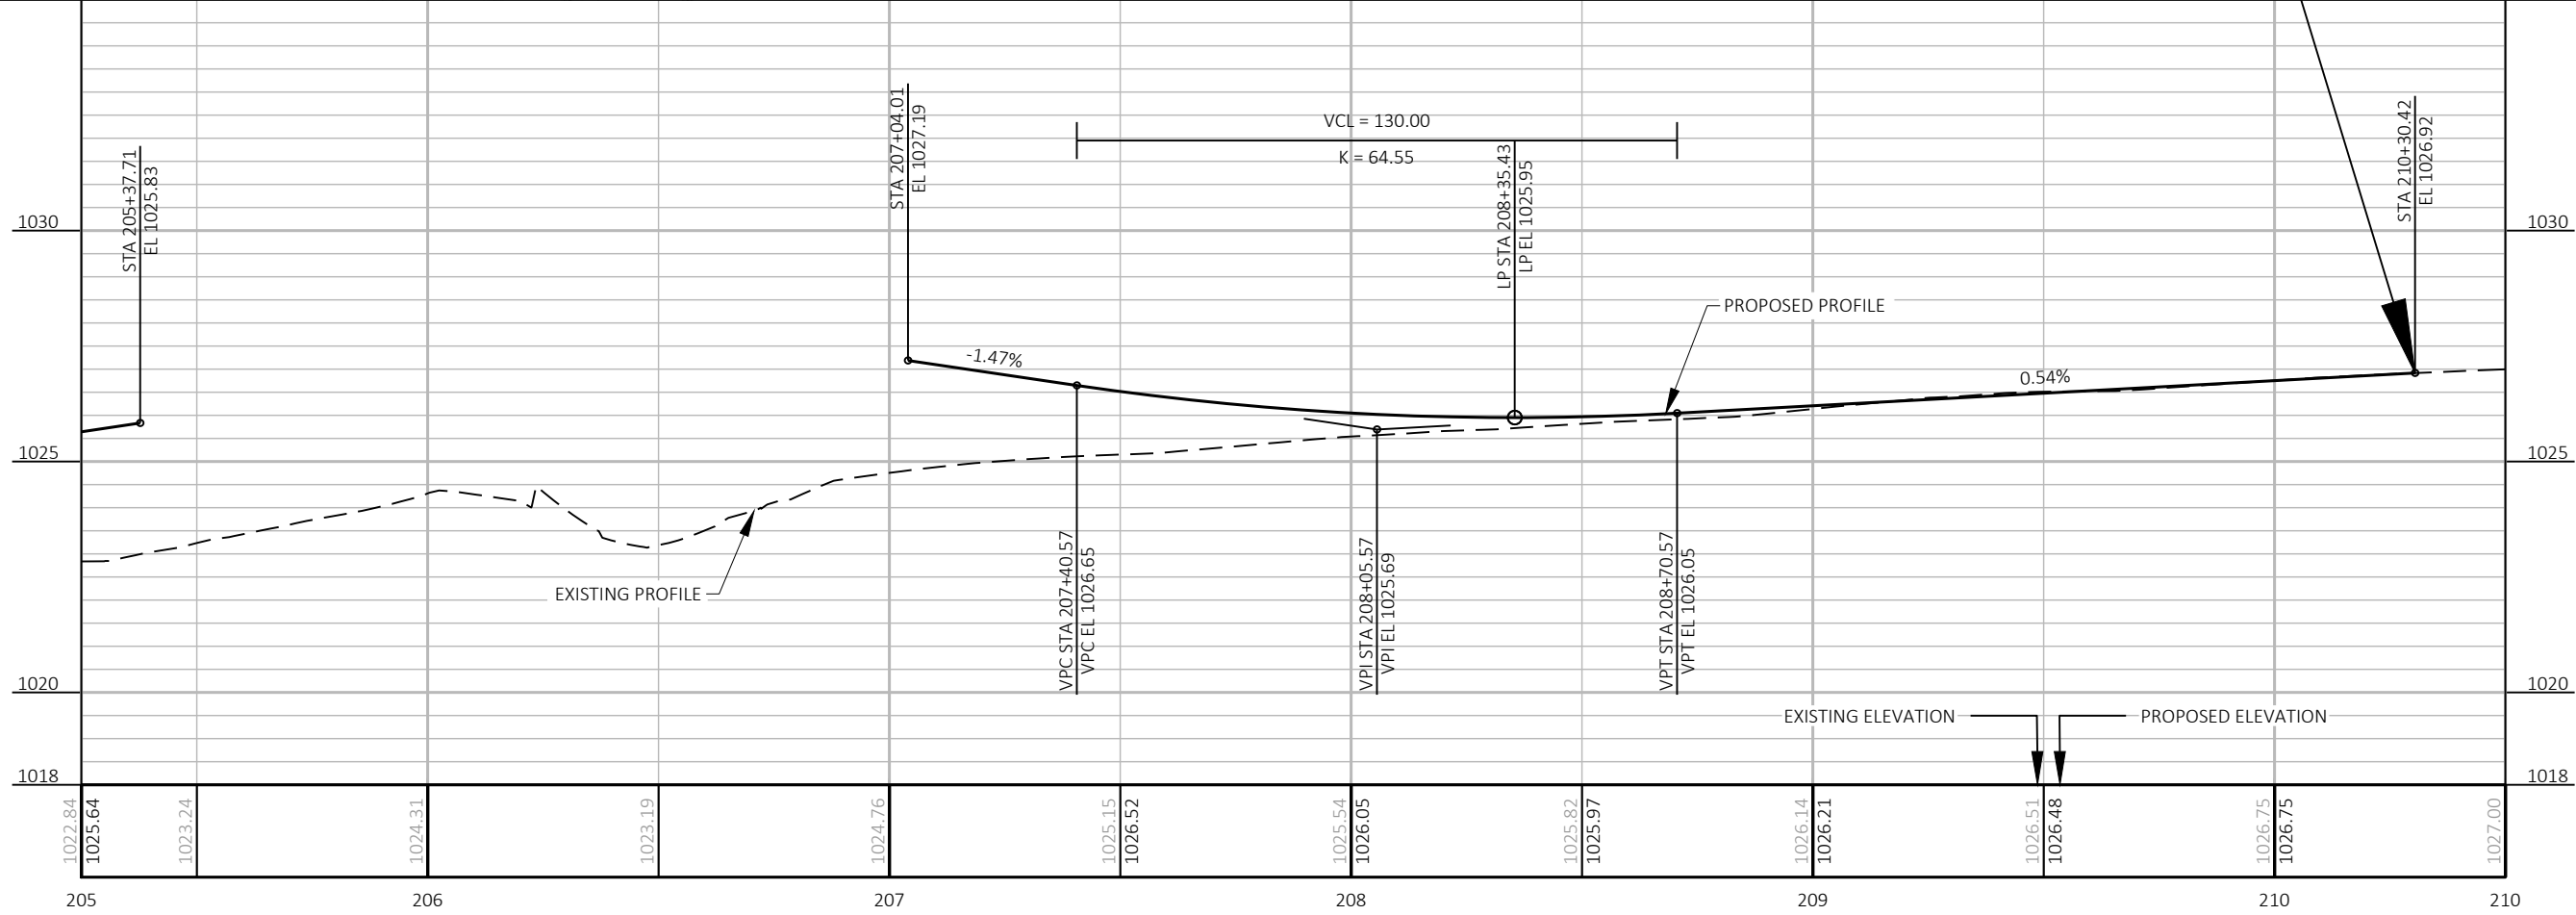 STA 205+37.71
EL 1025.83
STA 207+04.01
EL 1027.19
VCL = 130.00
K = 64.55
LP STA 208+35.43
LP EL 1025.95
STA 210+30.42
EL 1026.92
1030
1030
PROPOSED PROFILE
-1.47%
0.54%
1025
1025
EXISTING PROFILE
VPC STA 207+40.57
VPC EL 1026.65
VPI STA 208+05.57
VPI EL 1025.69
VPT STA 208+70.57
VPT EL 1026.05
1020
1020
EXISTING ELEVATION
PROPOSED ELEVATION
1018
1018
1022.84
1025.64
1023.24
1024.31
1023.19
1024.76
1025.15
1026.52
1025.54
1026.05
1025.82
1025.97
1026.14
1026.21
1026.51
1026.48
1026.75
1026.75
1027.00
205
206
207
208
209
210
210